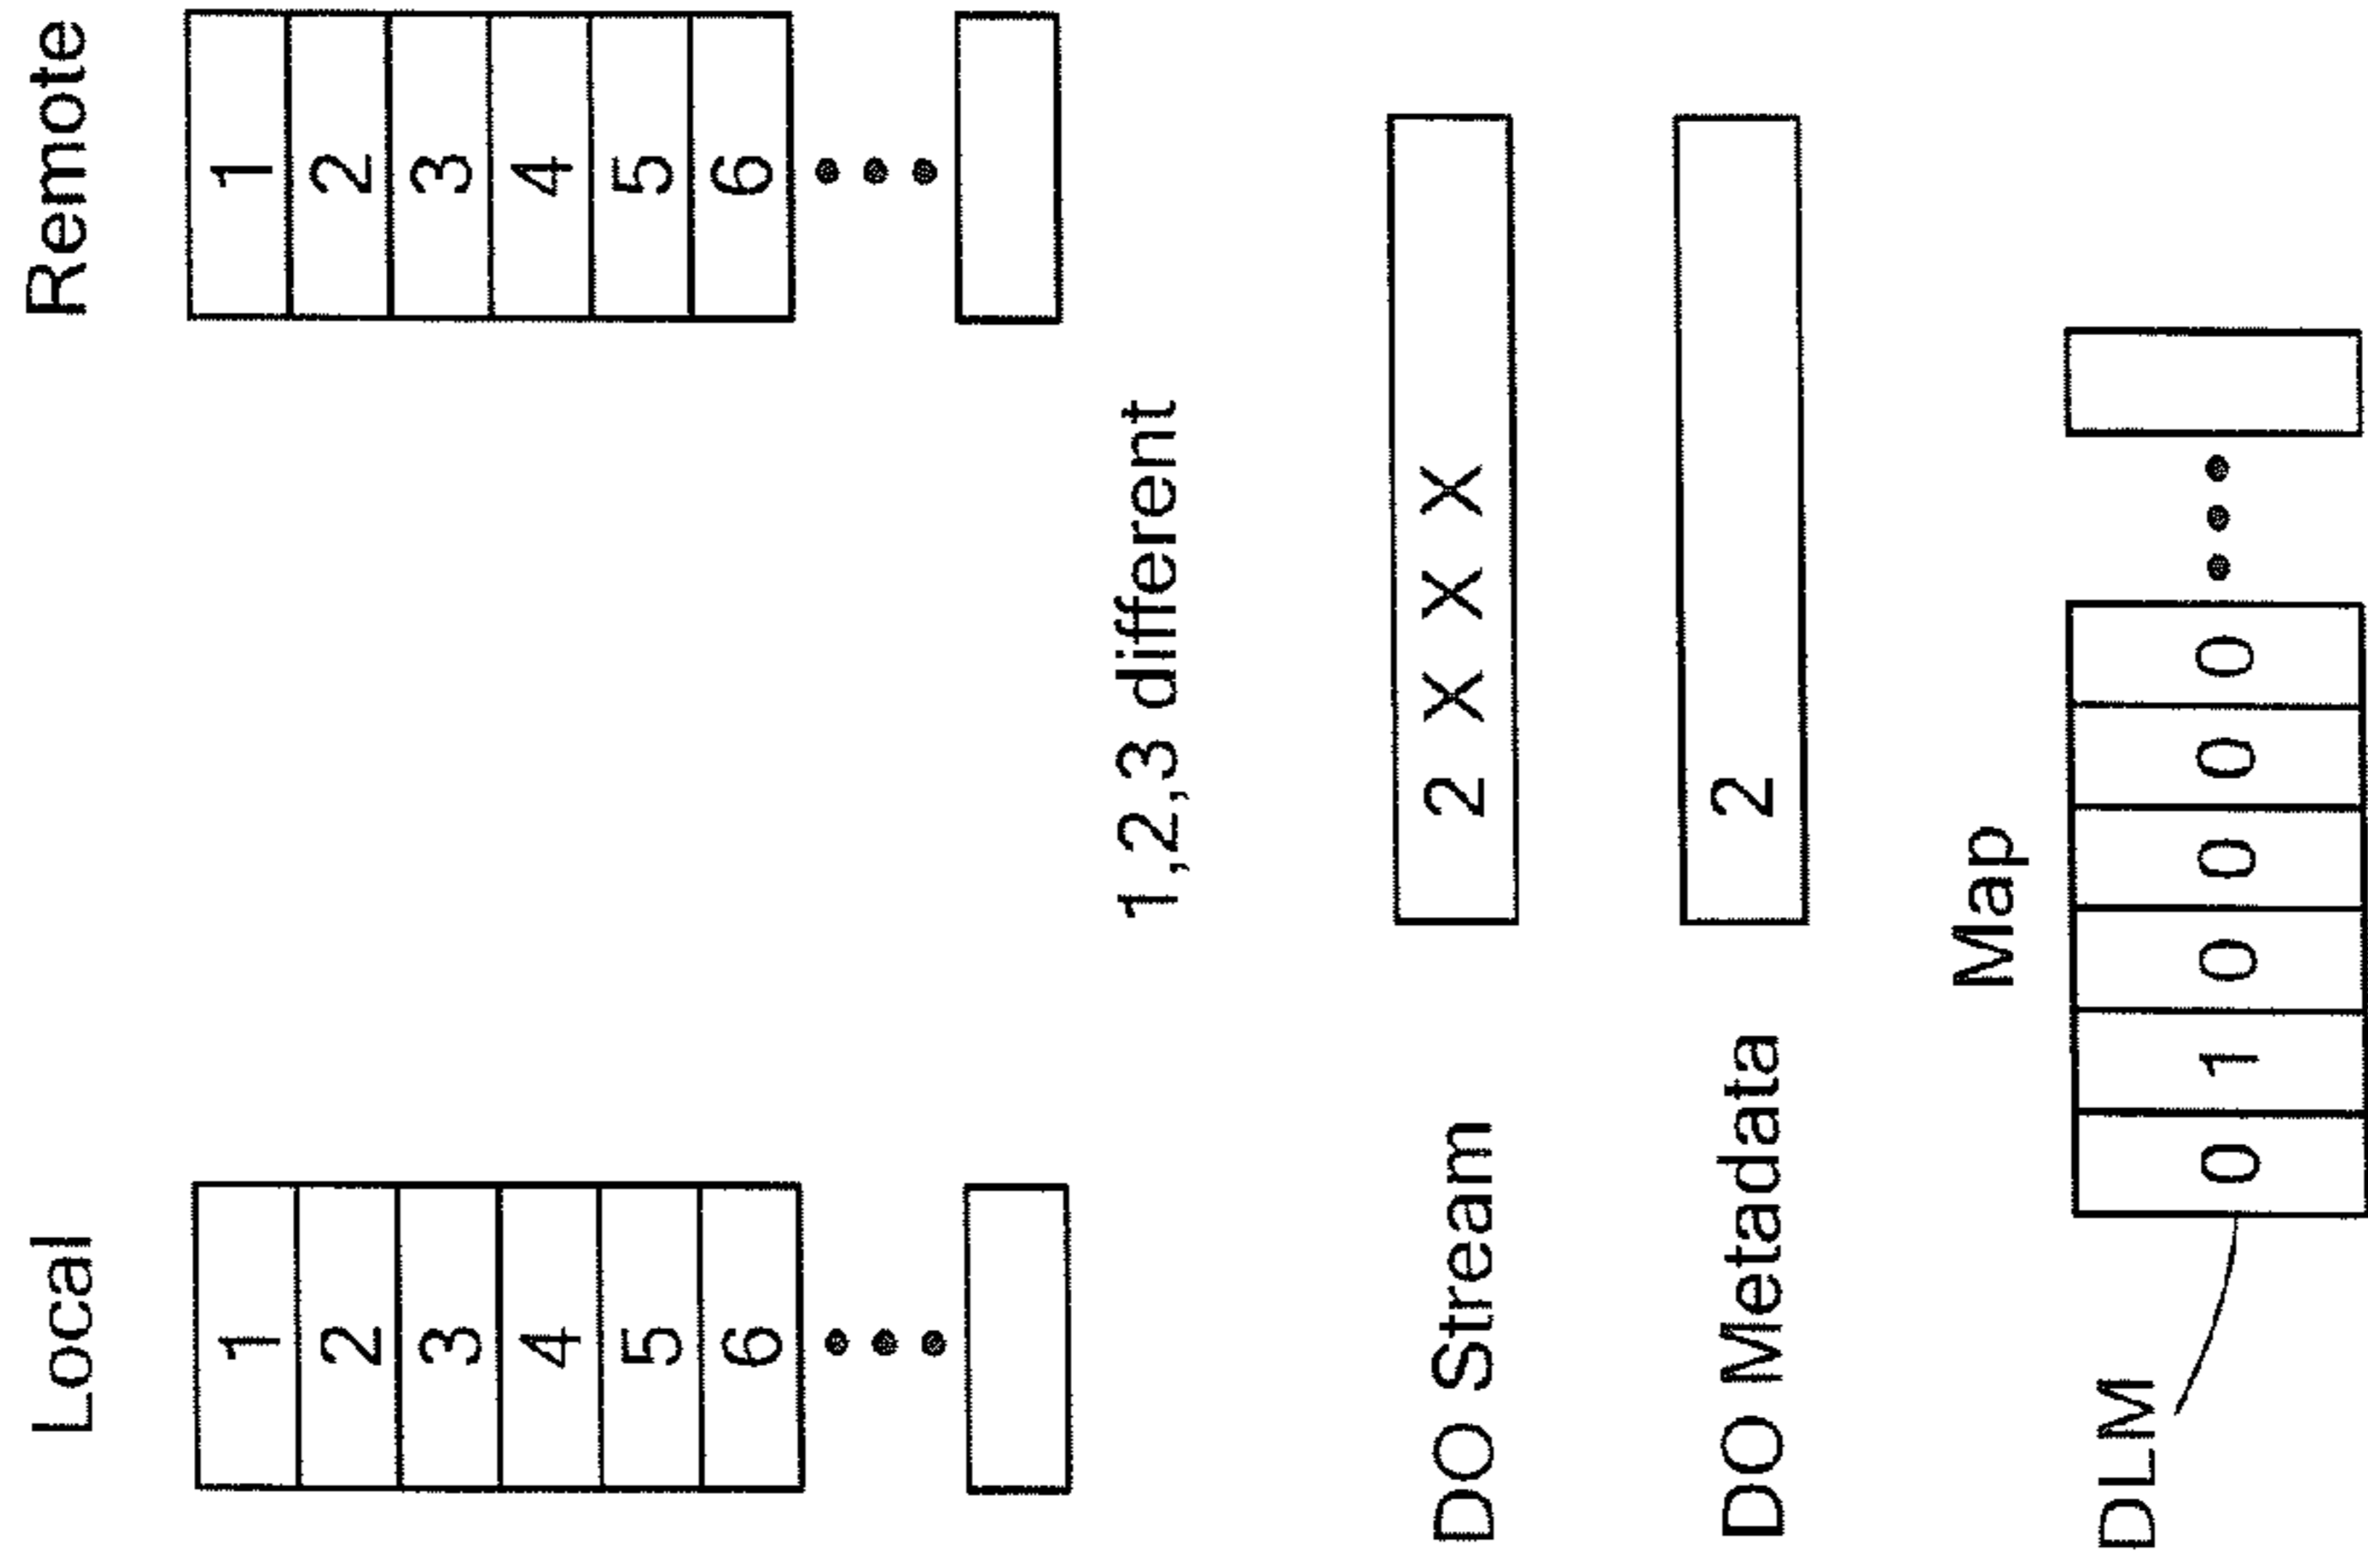 Local Remote
1 1
2 2
3 3
4 4
5 5
6 6
1,2,3 different
DO Stream 2 X X X
DO Metadata 2
Map
DLM 0 1 0 0 0 0